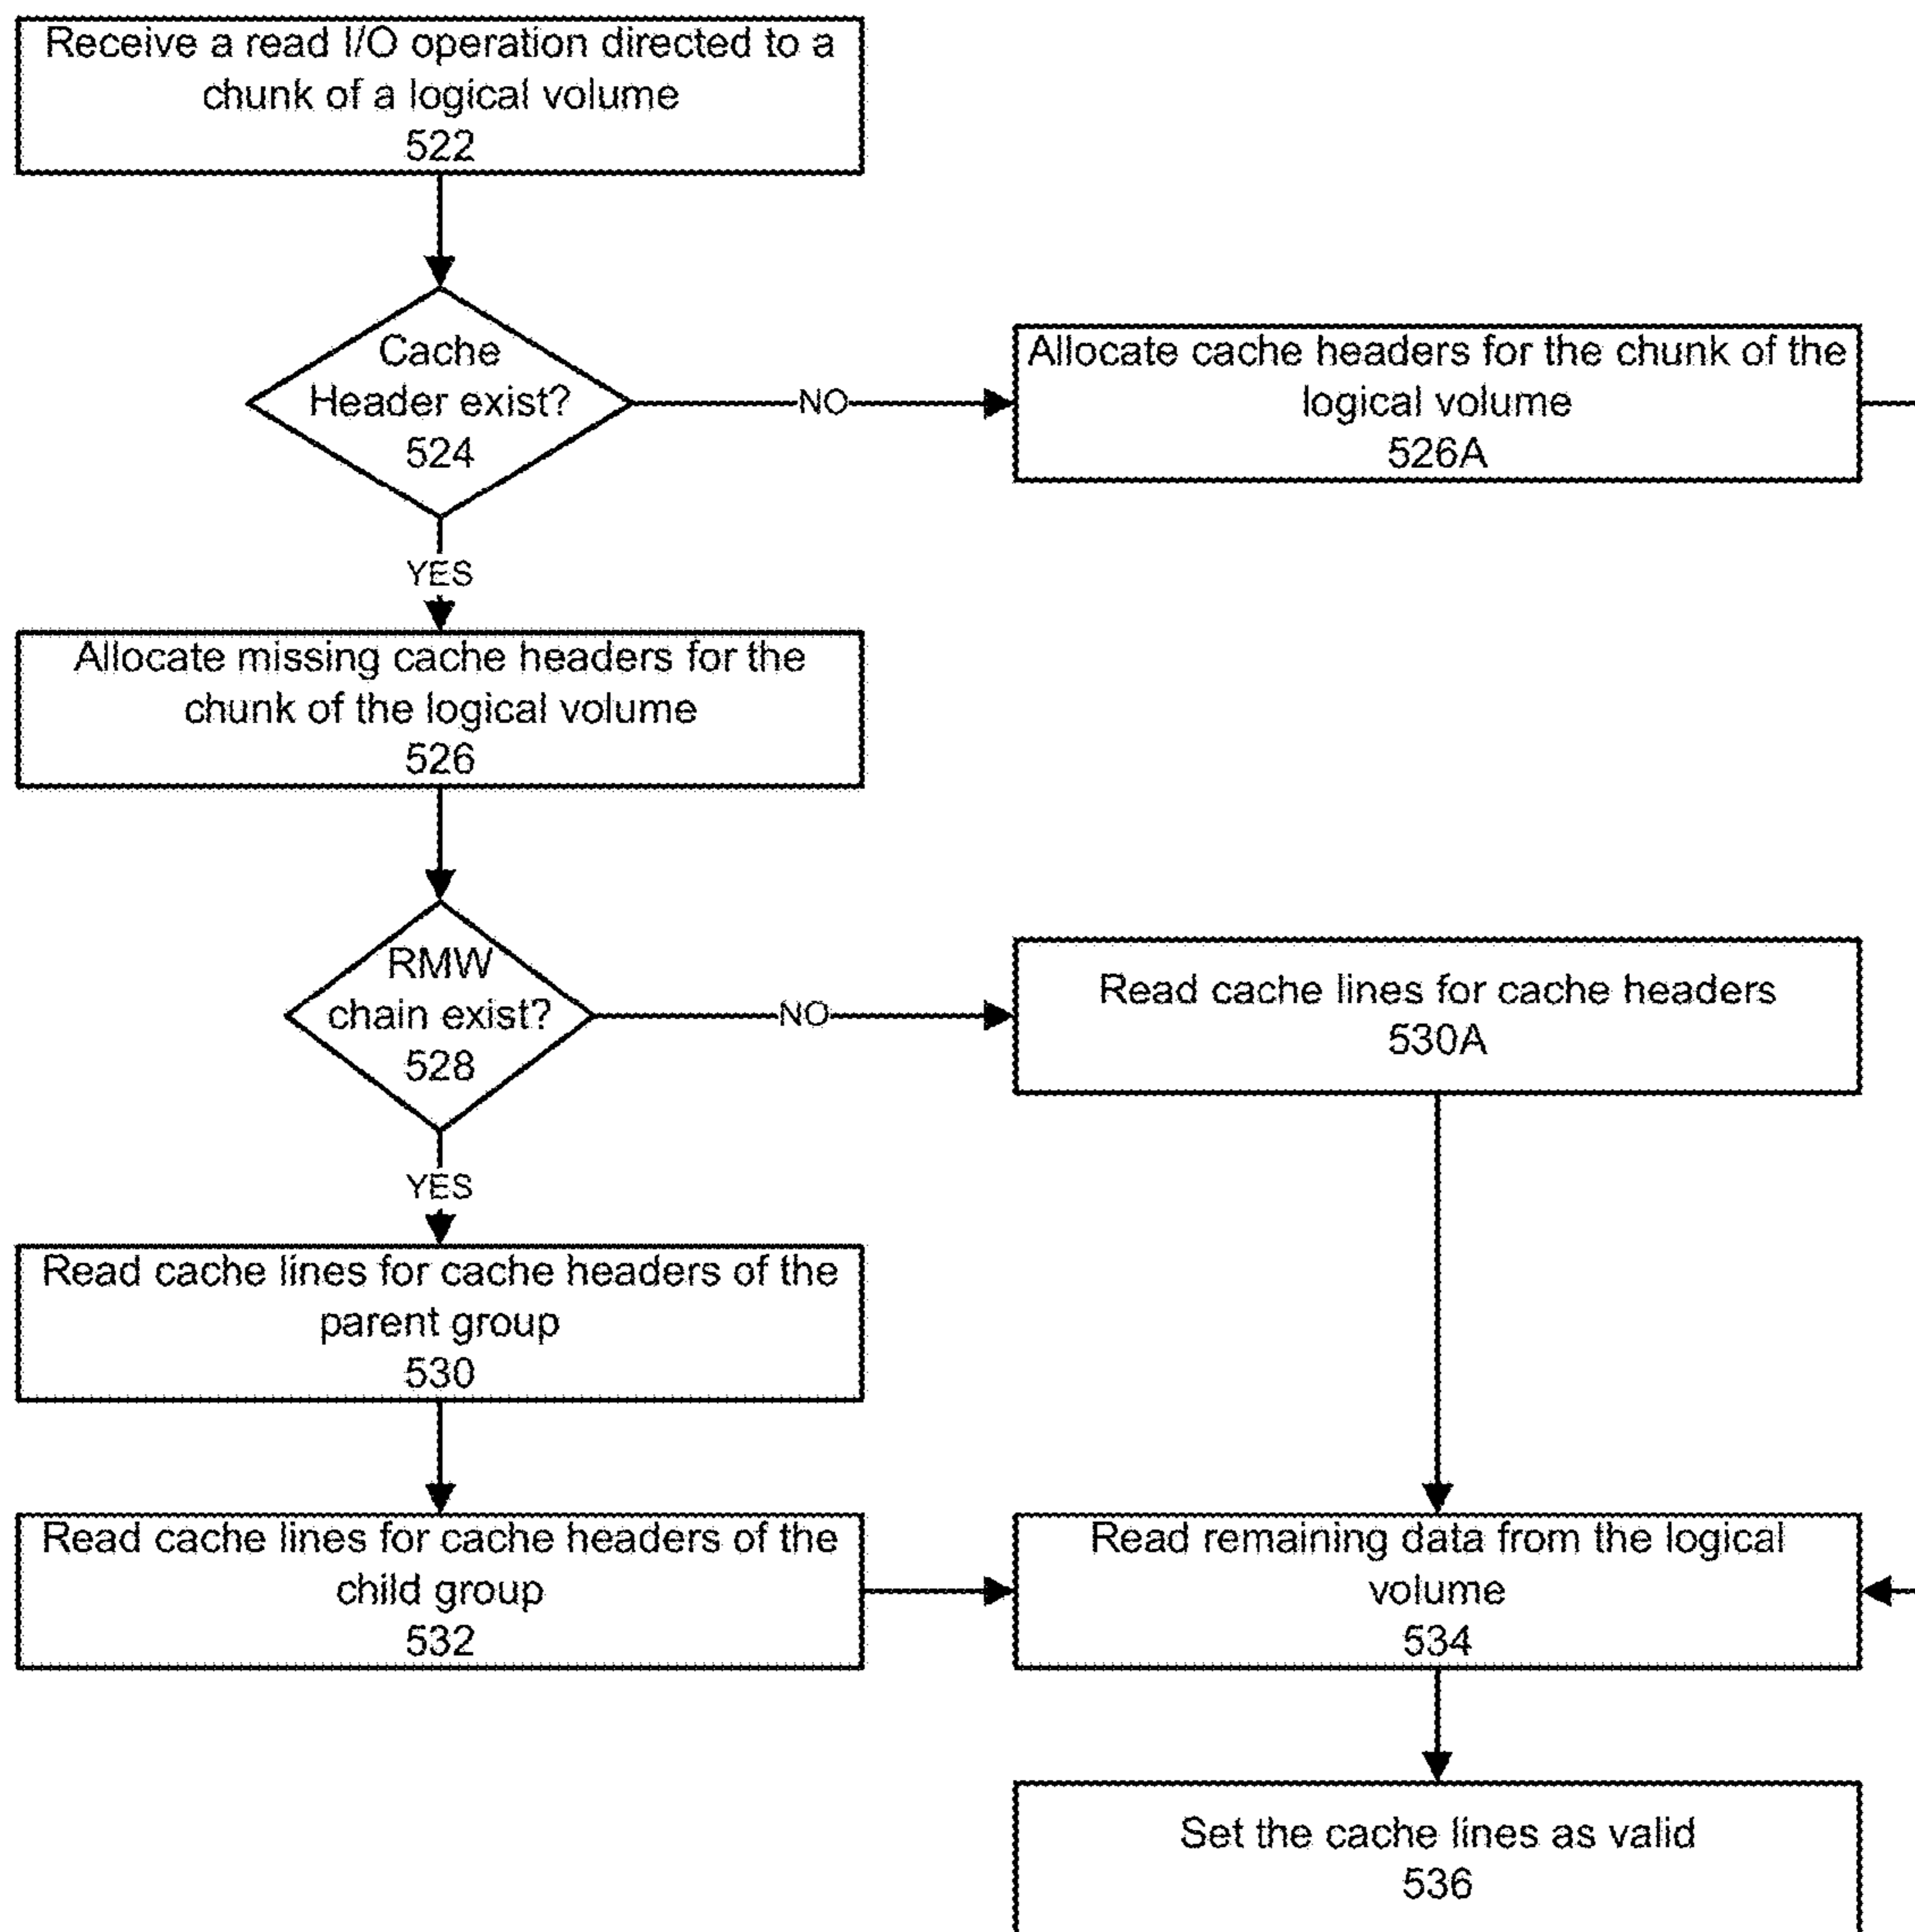 Receive a read I/O operation directed to a
chunk of a logical volume
522
Cache
Header exist?
524
NO
Allocate cache headers for the chunk of the
logical volume
526A
YES
Allocate missing cache headers for the
chunk of the logical volume
526
RMW
chain exist?
528
NO
Read cache lines for cache headers
530A
YES
Read cache lines for cache headers of the
parent group
530
Read cache lines for cache headers of the
child group
532
Read remaining data from the logical
volume
534
Set the cache lines as valid
536